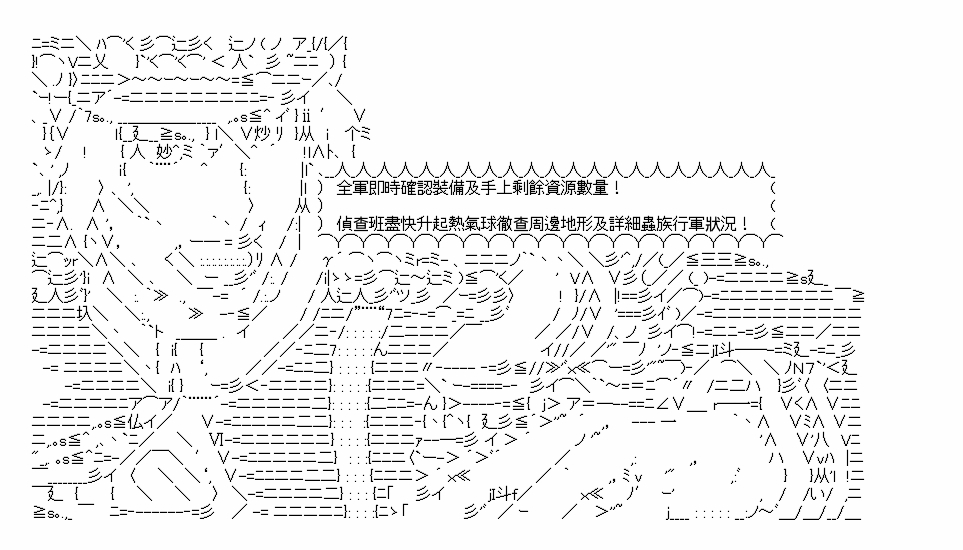 全軍即時確認裝備及手上剩餘資源數量！
偵查班盡快升起熱氣球徹查周邊地形及詳細蟲族行軍狀況！